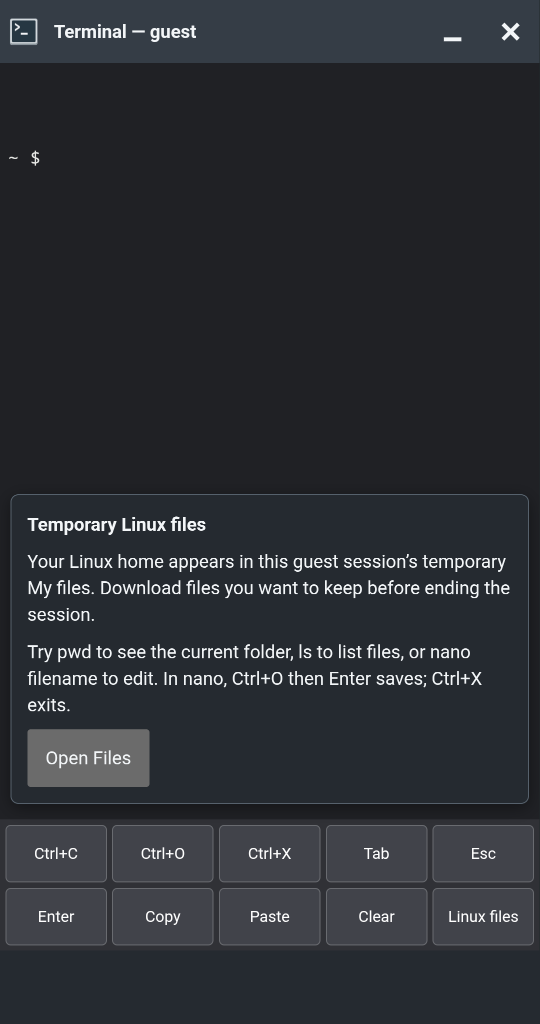 Terminal — guest
~ $
Temporary Linux files
Your Linux home appears in this guest session’s temporary
My files. Download files you want to keep before ending the
session.
Try pwd to see the current folder, ls to list files, or nano
filename to edit. In nano, Ctrl+O then Enter saves; Ctrl+X
exits.
Open Files
Ctrl+C Ctrl+O Ctrl+X Tab Esc
Enter Copy Paste Clear Linux files